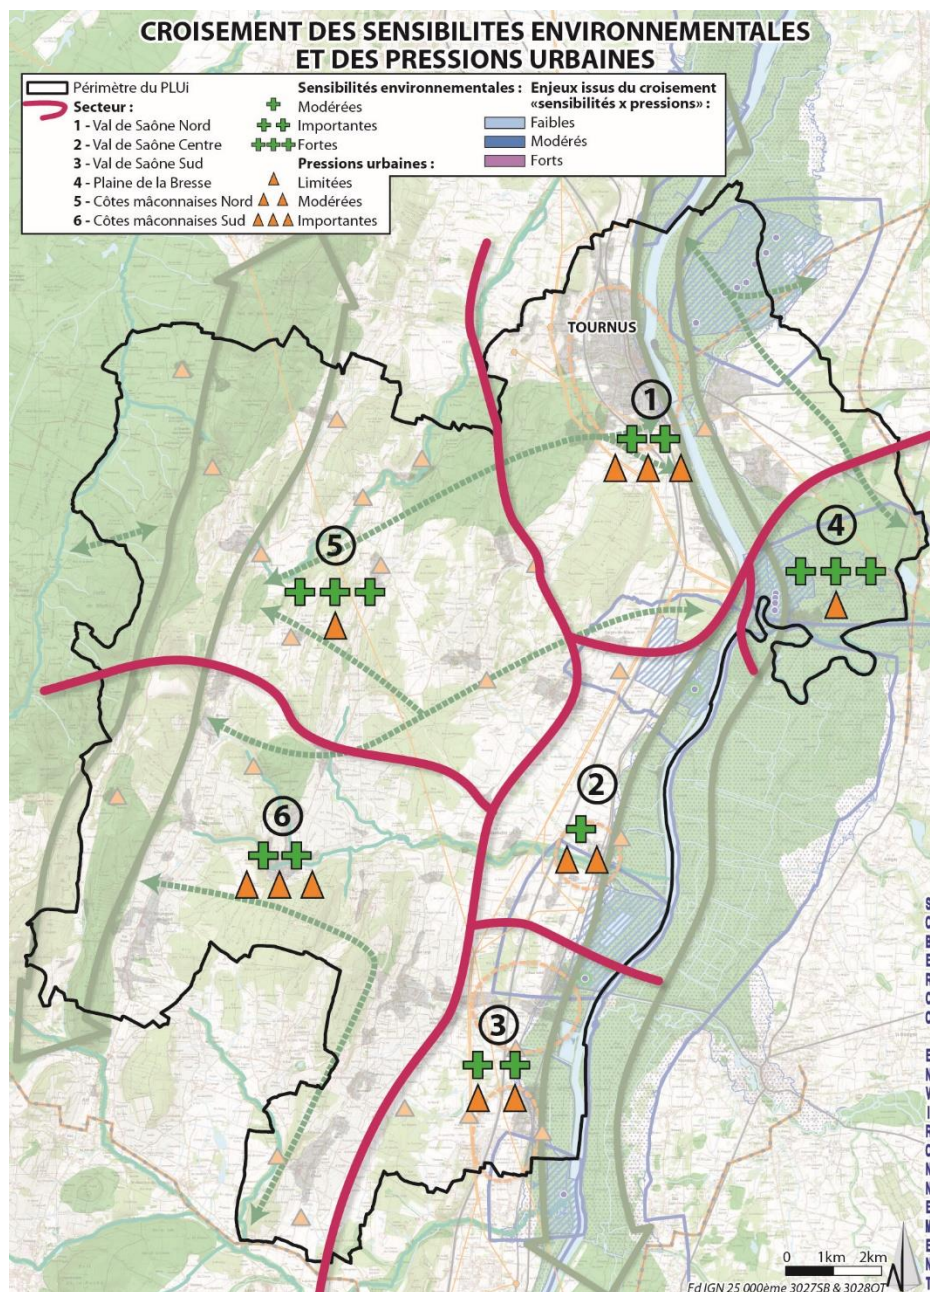 CROISEMENT DES SENSIBILITES ENVIRONNEMENTALES
ET DES PRESSIONS URBAINES
Périmètre du PLUi
Secteur :
1 - Val de Saône Nord
2 - Val de Saône Centre
3 - Val de Saône Sud
4 - Plaine de la Bresse
5 - Côtes mâconnaises Nord
6 - Côtes mâconnaises Sud
Sensibilités environnementales :
Modérées
Importantes
Fortes
Pressions urbaines :
Limitées
Modérées
Importantes
Enjeux issus du croisement
«sensibilités x pressions» :
Faibles
Modérés
Forts
TOURNUS
1
4
5
2
6
3
SOBERCO ENVIRONNEMENT
0 1km 2km
Fd IGN 25 000ème 3027SB & 3028OT